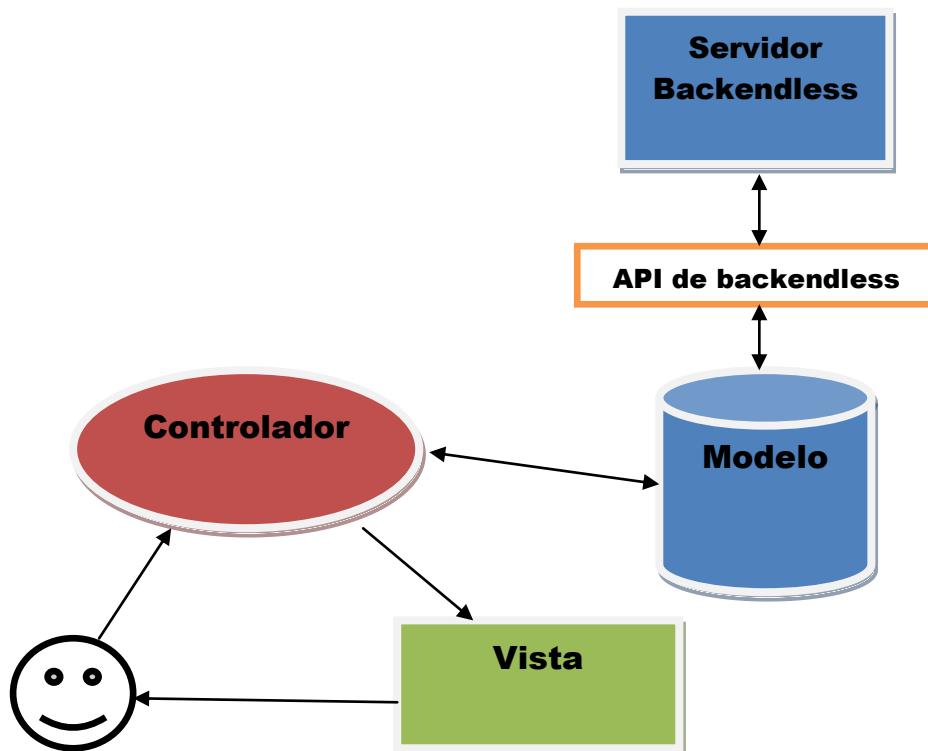 Servidor
Backendless
API de backendless
Controlador
Modelo
Vista